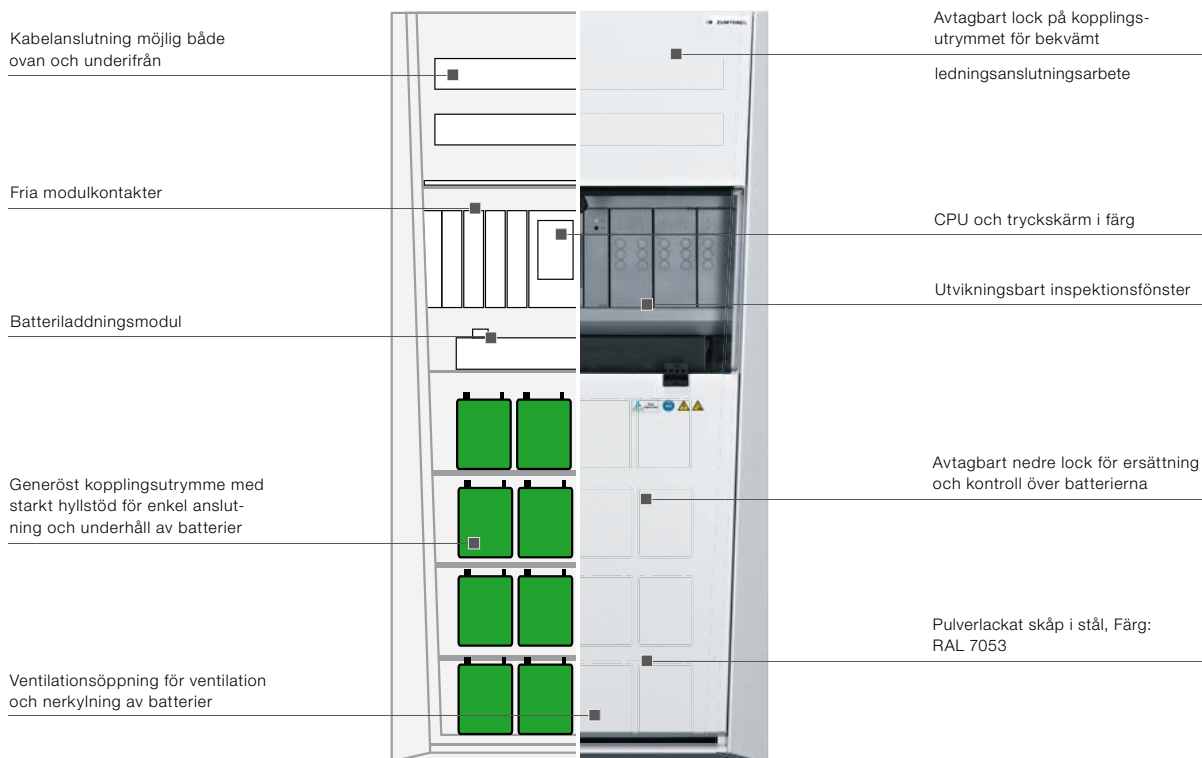 Kabelanslutning möjlig både
ovan och underifrån
Fria modulkontakter
Batteriladdningsmodul
Generöst kopplingsutrymme med
starkt hyllstöd för enkel anslut-
ning och underhåll av batterier
Ventilationsöppning för ventilation
och nerkylning av batterier
ZUMTOBEL
Avtagbart lock på kopplings-
utrymmet för bekvämt
ledningsanslutningsarbete
CPU och tryckskärm i färg
Utvikningsbart inspektionsfönster
Avtagbart nedre lock för ersättning
och kontroll över batterierna
Pulverlackat skåp i stål, Färg:
RAL 7053